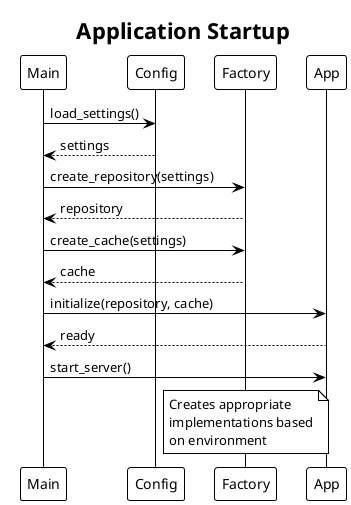 Application Startup
Main
Config
Factory
App
load_settings()
settings
create_repository(settings)
repository
create_cache(settings)
cache
initialize(repository, cache)
ready
start_server()
Creates appropriate
implementations based
on environment
Main
Config
Factory
App